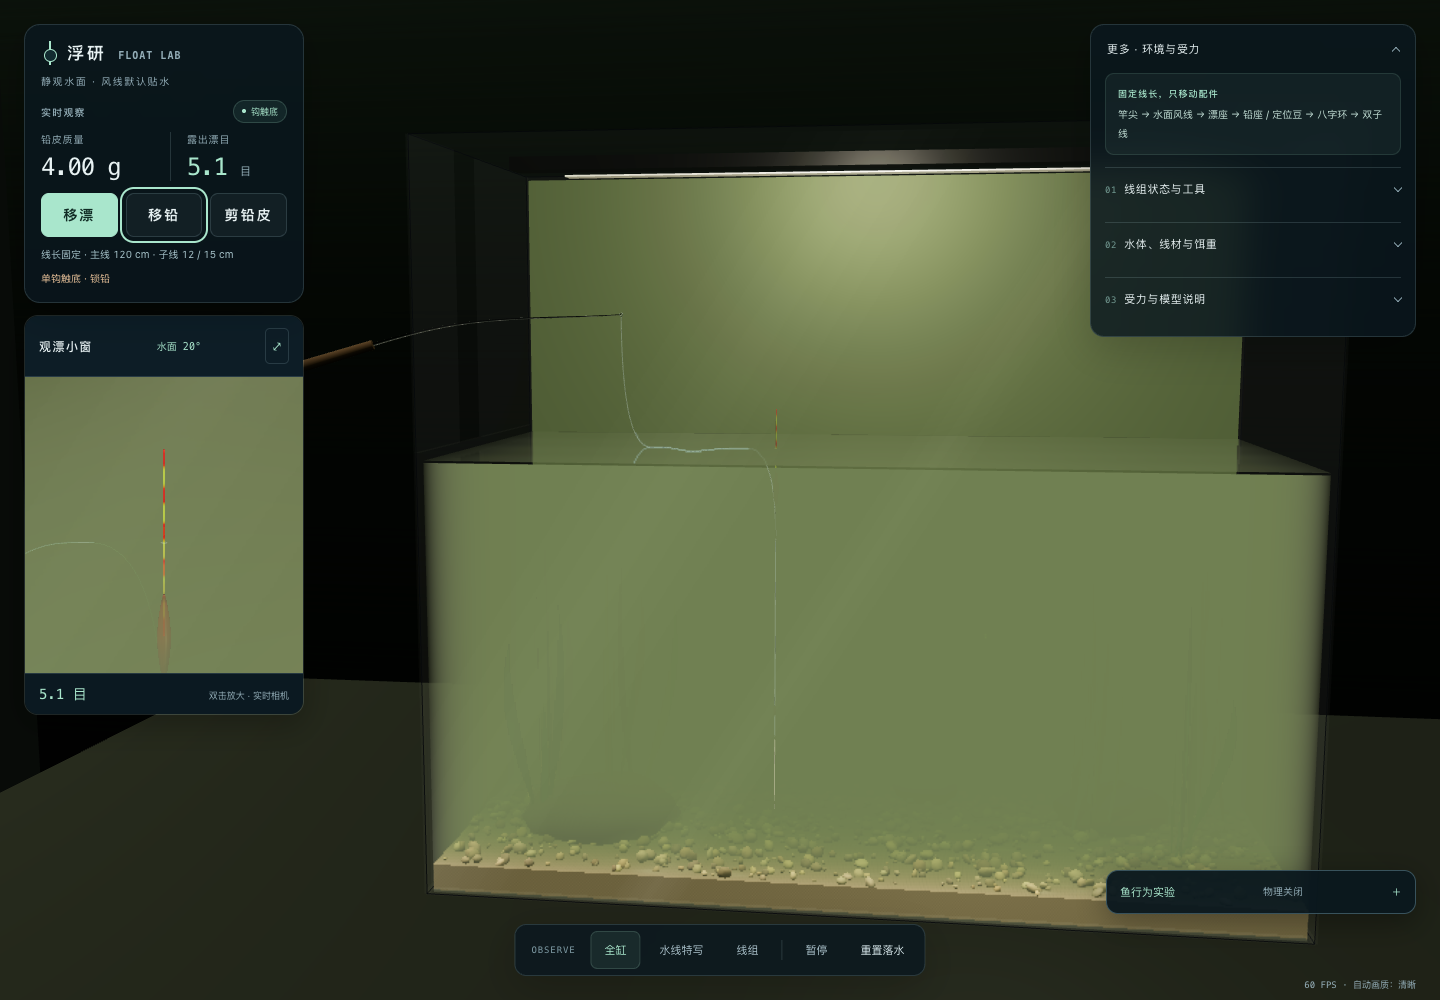 浮研 FLOAT LAB
静观水面 · 风线默认贴水
实时观察
钩触底
铅皮质量
露出漂目
4.00 g
5.1 目
移漂
移铅
剪铅皮
线长固定 · 主线 120 cm · 子线 12 / 15 cm
单钩触底 · 锁铅
观漂小窗
水面 20°
5.1 目
双击放大 · 实时相机
更多 · 环境与受力
固定线长，只移动配件
竿尖 → 水面风线 → 漂座 → 铅座 / 定位豆 → 八字环 → 双子
线
01 线组状态与工具
02 水体、线材与饵重
03 受力与模型说明
鱼行为实验
物理关闭
+
OBSERVE
全缸
水线特写
线组
暂停
重置落水
60 FPS · 自动画质：清晰